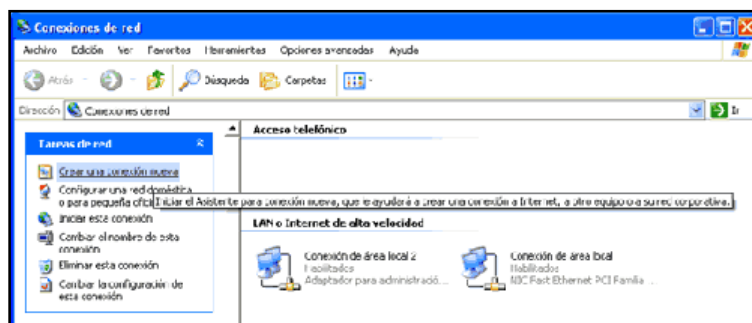 Conexiones de red
Archivo Edición Ver Favoritos Herramientas Opciones avanzadas Ayuda
Atrás Búsqueda Carpetas
Dirección Conexiones de red Ir
Tareas de red
Crear una conexión nueva
Configurar una red doméstica
o para pequeña
Iniciar el Asistente para conexión nueva, que le ayudará a crear una conexión a Internet, a otro equipo o a su red corporativa.
Iniciar esta conexión
Cambiar el nombre de esta
conexión
Eliminar esta conexión
Cambiar la configuración de
esta conexión
Acceso telefónico
LAN o Internet de alta velocidad
Conexión de área local 2
Habilitados
Adaptador para administració...
Conexión de área local
Habilitados
NIC Fast Ethernet PCI Familia ...